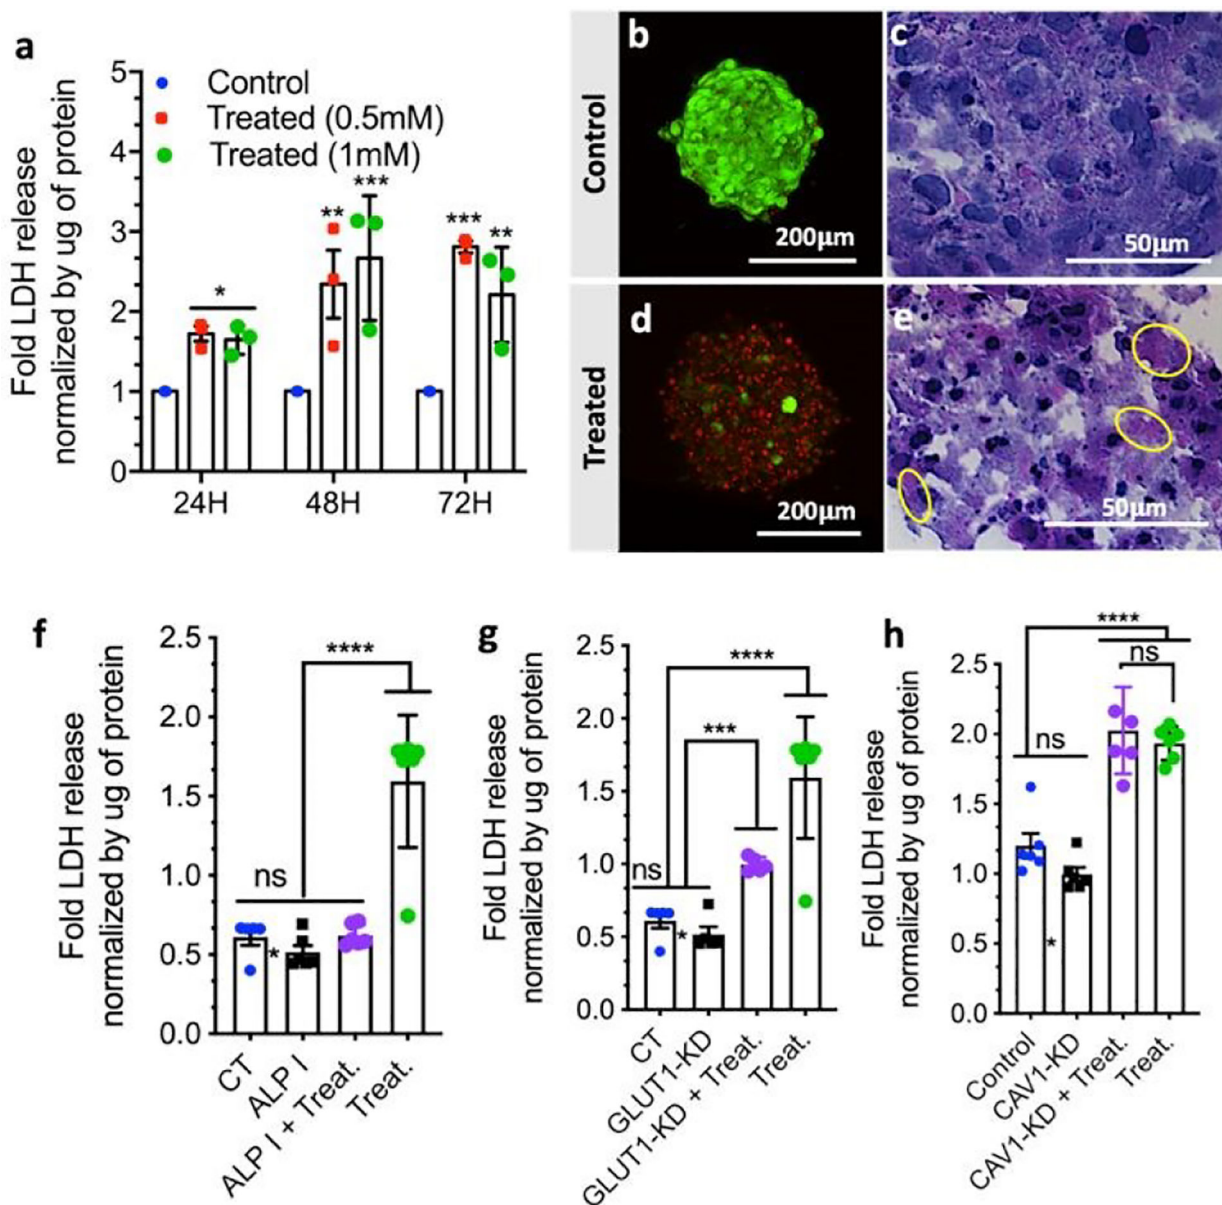 a
Fold LDH release
normalized by ug of protein
5
4
3
2
1
0
Control
Treated (0.5mM)
Treated (1mM)
*
**
***
***
**
24H
48H
72H
Control
b
200µm
c
50µm
Treated
d
200µm
e
50µm
f
Fold LDH release
normalized by ug of protein
2.5
2.0
1.5
1.0
0.5
0.0
****
ns
*
CT
ALP I
ALP I + Treat.
Treat.
g
Fold LDH release
normalized by ug of protein
2.5
2.0
1.5
1.0
0.5
0.0
****
***
ns
*
CT
GLUT1-KD
GLUT1-KD + Treat.
Treat.
h
Fold LDH release
normalized by ug of protein
2.5
2.0
1.5
1.0
0.5
0.0
****
ns
ns
*
Control
CAV1-KD
CAV1-KD + Treat.
Treat.